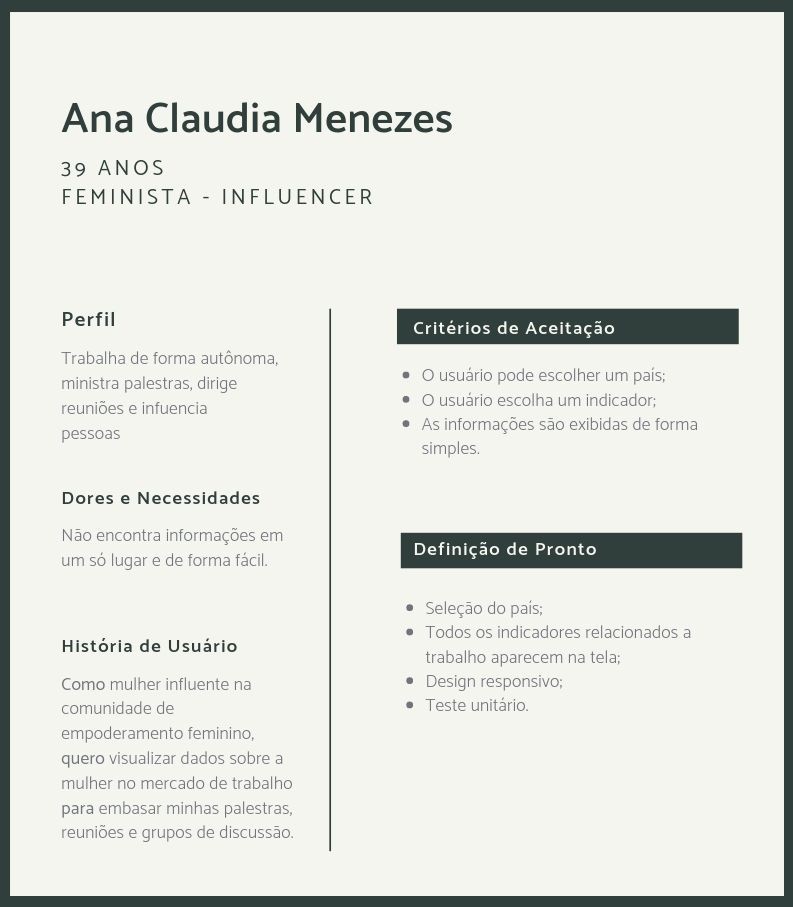 Ana Claudia Menezes
39 ANOS
FEMINISTA - INFLUENCER
Perfil
Trabalha de forma autônoma,
ministra palestras, dirige
reuniões e infuencia
pessoas
Dores e Necessidades
Não encontra informações em
um só lugar e de forma fácil.
História de Usuário
Como mulher influente na
comunidade de
empoderamento feminino,
quero visualizar dados sobre a
mulher no mercado de trabalho
para embasar minhas palestras,
reuniões e grupos de discussão.
Critérios de Aceitação
• O usuário pode escolher um país;
• O usuário escolha um indicador;
• As informações são exibidas de forma
simples.
Definição de Pronto
• Seleção do país;
• Todos os indicadores relacionados a
trabalho aparecem na tela;
• Design responsivo;
• Teste unitário.